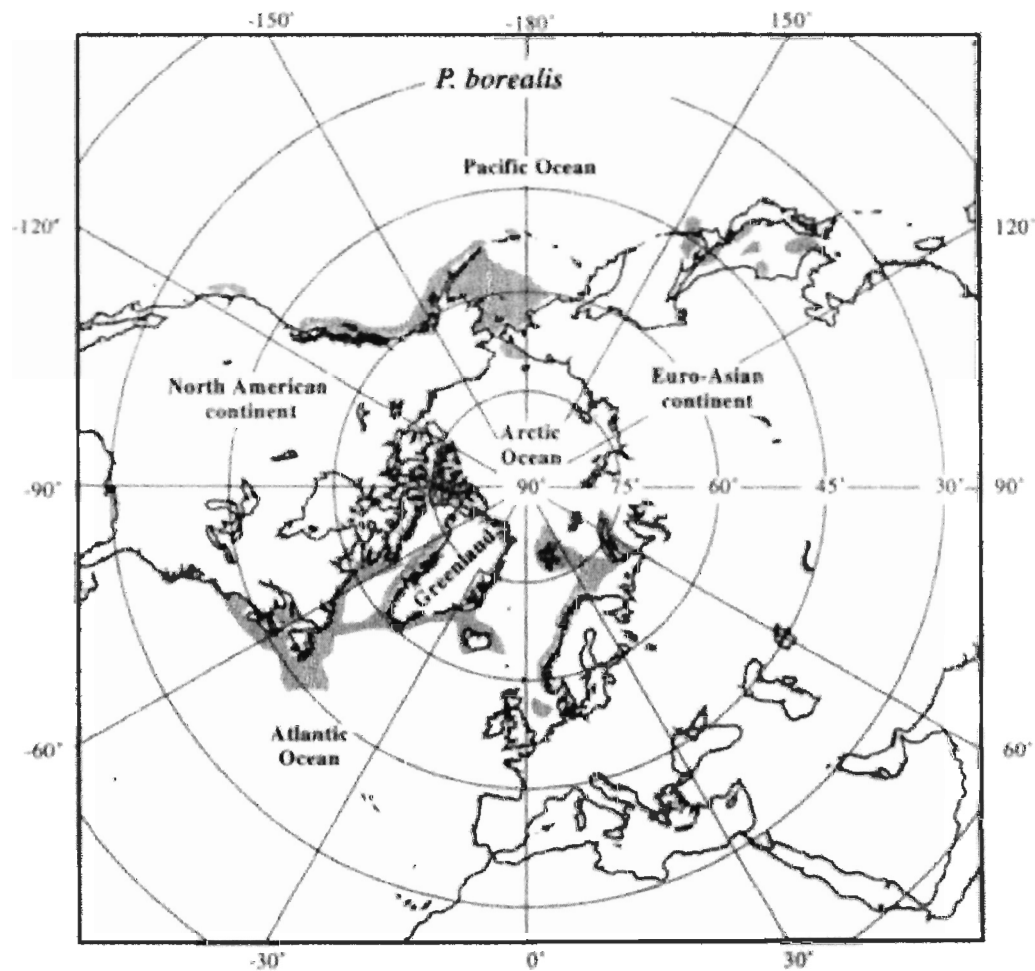 -150° -180° 150°
P. borealis
Pacific Ocean
-120° 120°
North American
continent
Euro-Asian
continent
Arctic
Ocean
-90° 90° 75° 60° 45° 30° 90°
Greenland
Atlantic
Ocean
-60° 60°
-30° 0° 30°